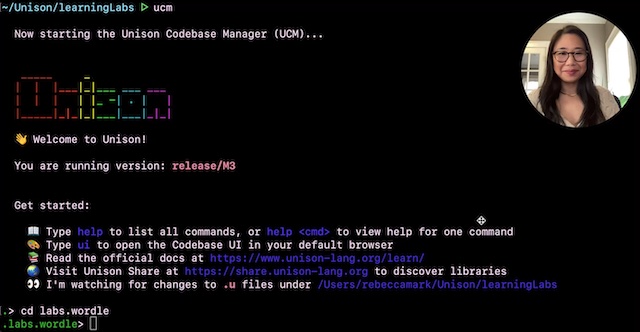 [~/Unison/learningLabs ▷ ucm
Now starting the Unison Codebase Manager (UCM)...
Unison
👋 Welcome to Unison!
You are running version: release/M3
Get started:
📖 Type help to list all commands, or help <cmd> to view help for one command
🎨 Type ui to open the Codebase UI in your default browser
📚 Read the official docs at https://www.unison-lang.org/learn/
🌏 Visit Unison Share at https://share.unison-lang.org to discover libraries
👀 I'm watching for changes to .u files under /Users/rebeccamark/Unison/learningLabs
[.> cd labs.wordle
.labs.wordle>